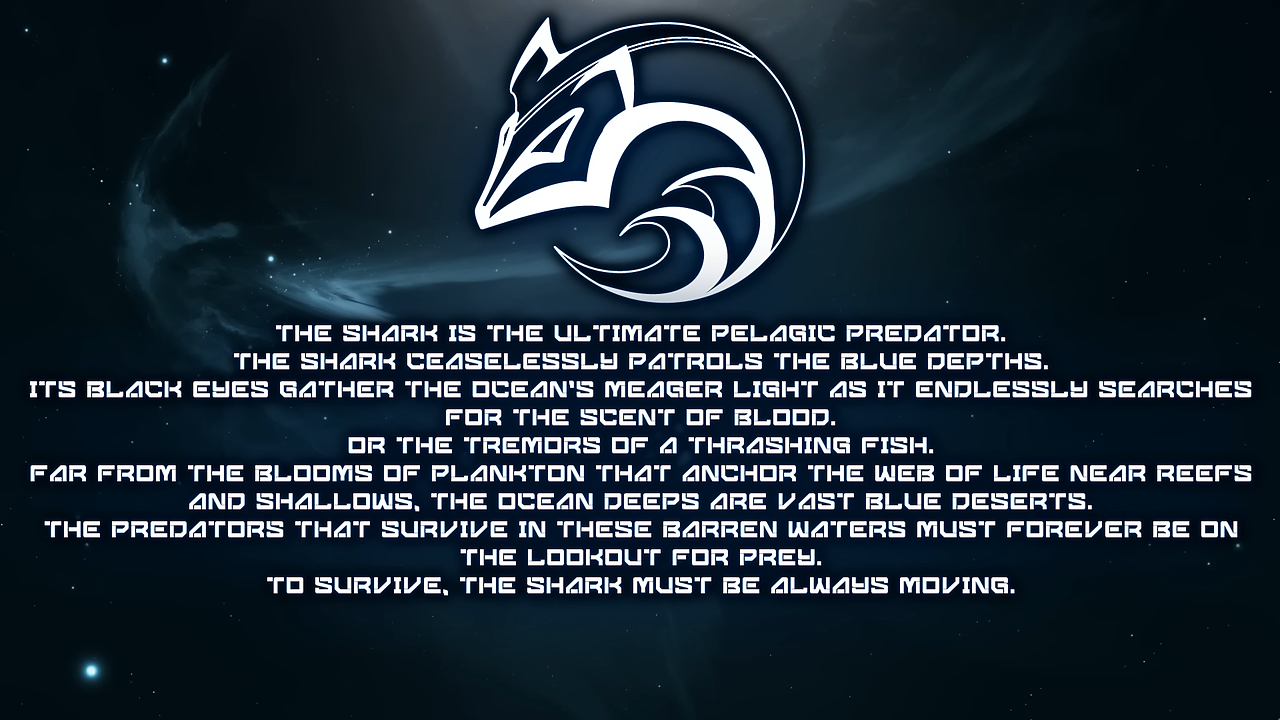 THE SHARK IS THE ULTIMATE PELAGIC PREDATOR.
THE SHARK CEASELESSLY PATROLS THE BLUE DEPTHS.
ITS BLACK EYES GATHER THE OCEAN'S MEAGER LIGHT AS IT ENDLESSLY SEARCHES
FOR THE SCENT OF BLOOD.
OR THE TREMORS OF A THRASHING FISH.
FAR FROM THE BLOOMS OF PLANKTON THAT ANCHOR THE WEB OF LIFE NEAR REEFS
AND SHALLOWS, THE OCEAN DEEPS ARE VAST BLUE DESERTS.
THE PREDATORS THAT SURVIVE IN THESE BARREN WATERS MUST FOREVER BE ON
THE LOOKOUT FOR PREY.
TO SURVIVE, THE SHARK MUST BE ALWAYS MOVING.